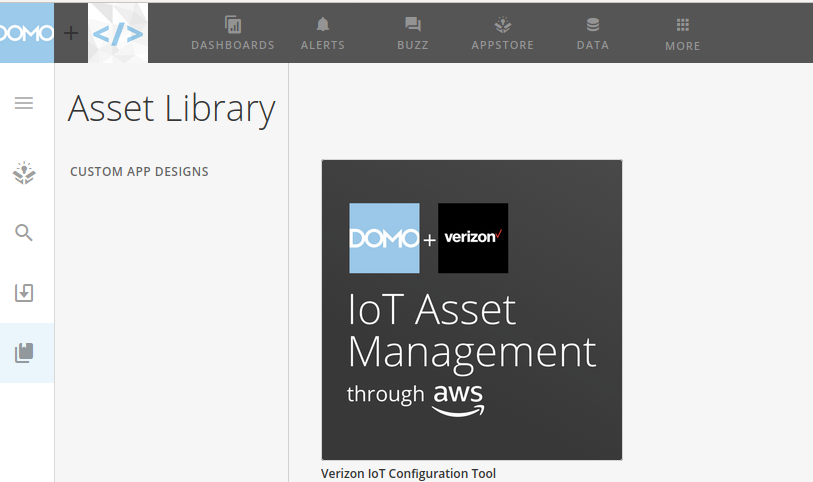 DOMO + </>
DASHBOARDS
ALERTS
BUZZ
APPSTORE
DATA
MORE
Asset Library
CUSTOM APP DESIGNS
DOMO + verizon
IoT Asset
Management
through aws
Verizon IoT Configuration Tool